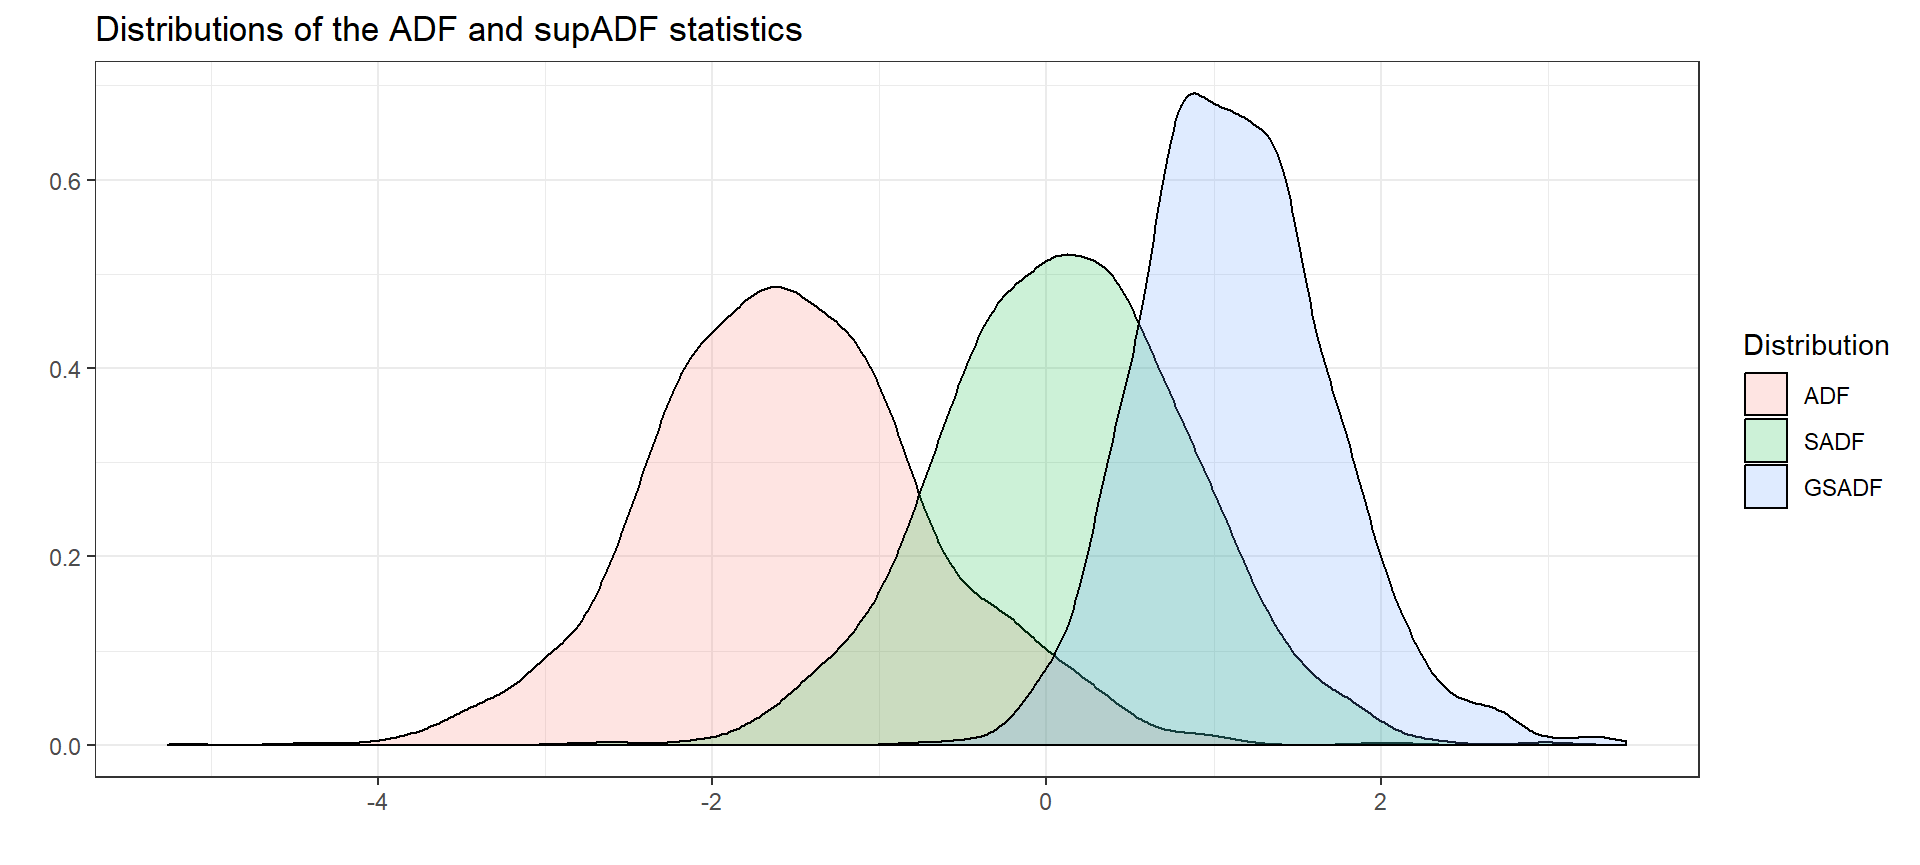 Distributions of the ADF and supADF statistics
0.6
0.4
0.2
0.0
-4 -2 0 2
Distribution
ADF
SADF
GSADF